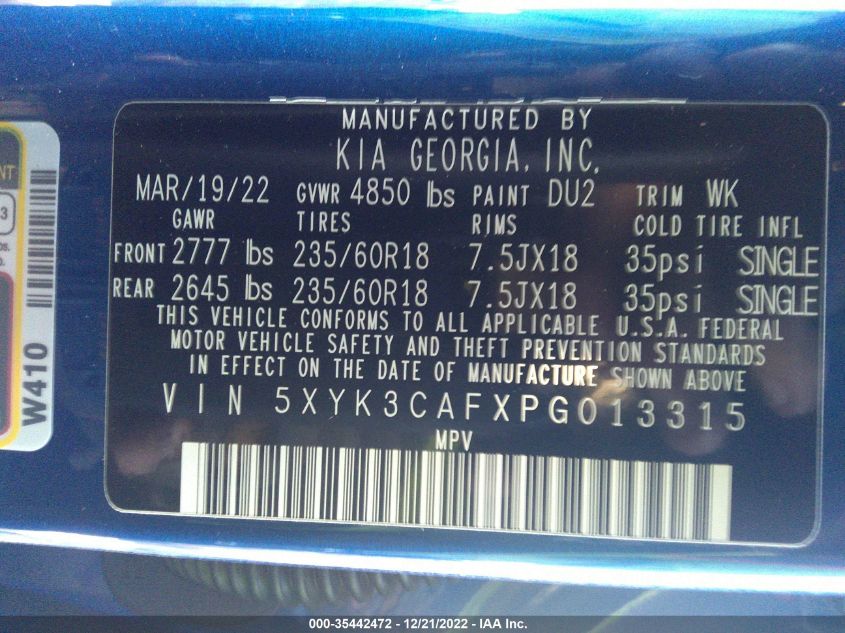 MANUFACTURED BY
KIA GEORGIA, INC.
MAR/19/22 GVWR 4850 lbs PAINT DU2 TRIM WK
GAWR TIRES RIMS COLD TIRE INFL
FRONT 2777 lbs 235/60R18 7.5JX18 35psi SINGLE
REAR 2645 lbs 235/60R18 7.5JX18 35psi SINGLE
THIS VEHICLE CONFORMS TO ALL APPLICABLE U.S.A. FEDERAL
MOTOR VEHICLE SAFETY AND THEFT PREVENTION STANDARDS
IN EFFECT ON THE DATE OF MANUFACTURE SHOWN ABOVE
VIN 5XYK3CAFXPG013315
MPV
W410
000-35442472 - 12/21/2022 - IAA Inc.